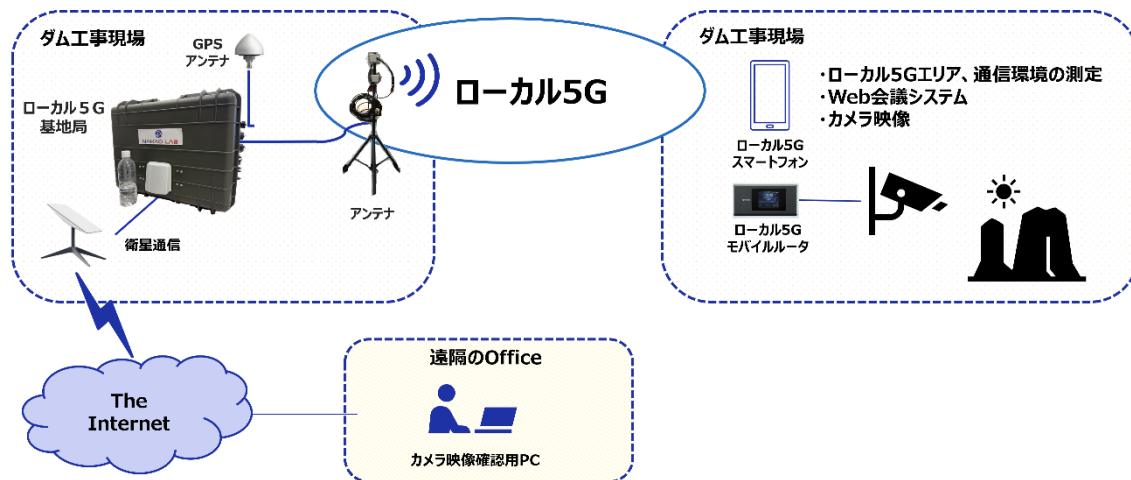 ダム工事現場
GPS
アンテナ
ローカル５G
基地局
NAKAO LAB
衛星通信
アンテナ
ローカル5G
ダム工事現場
・ローカル5Gエリア、通信環境の測定
・Web会議システム
・カメラ映像
ローカル5G
スマートフォン
ローカル5G
モバイルルータ
The
Internet
遠隔のOffice
カメラ映像確認用PC